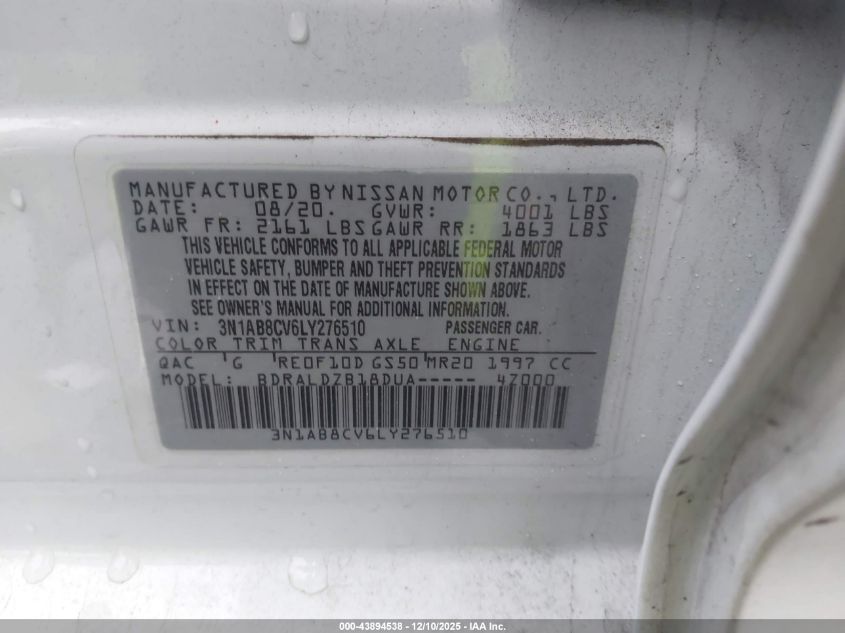 MANUFACTURED BY NISSAN MOTOR CO., LTD.
DATE: 08/20. GVWR: 4001 LBS
GAWR FR: 2161 LBS GAWR RR: 1863 LBS
THIS VEHICLE CONFORMS TO ALL APPLICABLE FEDERAL MOTOR
VEHICLE SAFETY, BUMPER AND THEFT PREVENTION STANDARDS
IN EFFECT ON THE DATE OF MANUFACTURE SHOWN ABOVE.
SEE OWNER'S MANUAL FOR ADDITIONAL INFORMATION.
VIN: 3N1AB8CV6LY276510 PASSENGER CAR.
COLOR TRIM TRANS AXLE ENGINE
QAC G RE0F10D GS50 MR20 1997 CC
MODEL: BDRALDZB18DUA----- 4Z000
3N1AB8CV6LY276510
000-43894538 - 12/10/2025 - IAA Inc.